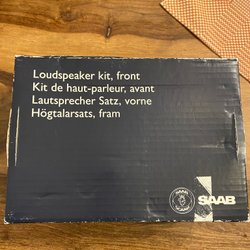 Loudspeaker kit, front
Kit de haut-parleur, avant
Lautsprecher Satz, vorne
Högtalarsats, fram
SAAB